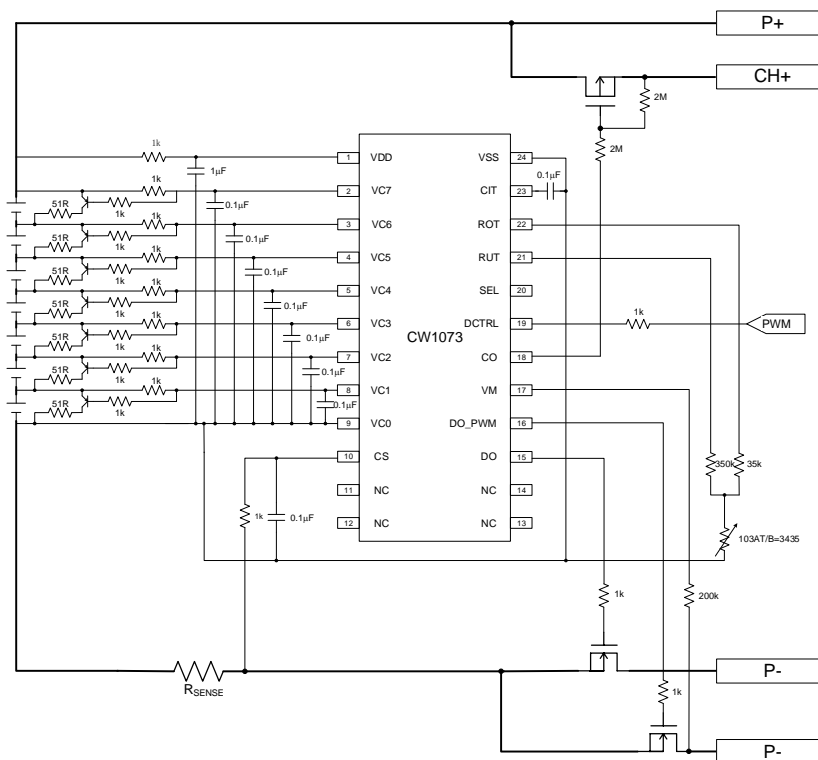 P+
CH+
2M
2M
1k
1 VDD VSS 24
1µF
0.1µF
1k
2 VC7 CIT 23
51R
1k
0.1µF
1k
3 VC6 ROT 22
51R
1k
0.1µF
1k
4 VC5 RUT 21
51R
1k
0.1µF
1k
5 VC4 SEL 20
51R
1k
0.1µF
1k
6 VC3 DCTRL 19
1k
PWM
CW1073
51R
1k
0.1µF
1k
7 VC2 CO 18
51R
1k
0.1µF
1k
8 VC1 VM 17
51R
1k
0.1µF
9 VC0 DO_PWM 16
10 CS DO 15
350k
35k
11 NC NC 14
12 NC NC 13
1k
0.1µF
103AT/B=3435
1k
200k
RSENSE
P-
1k
P-